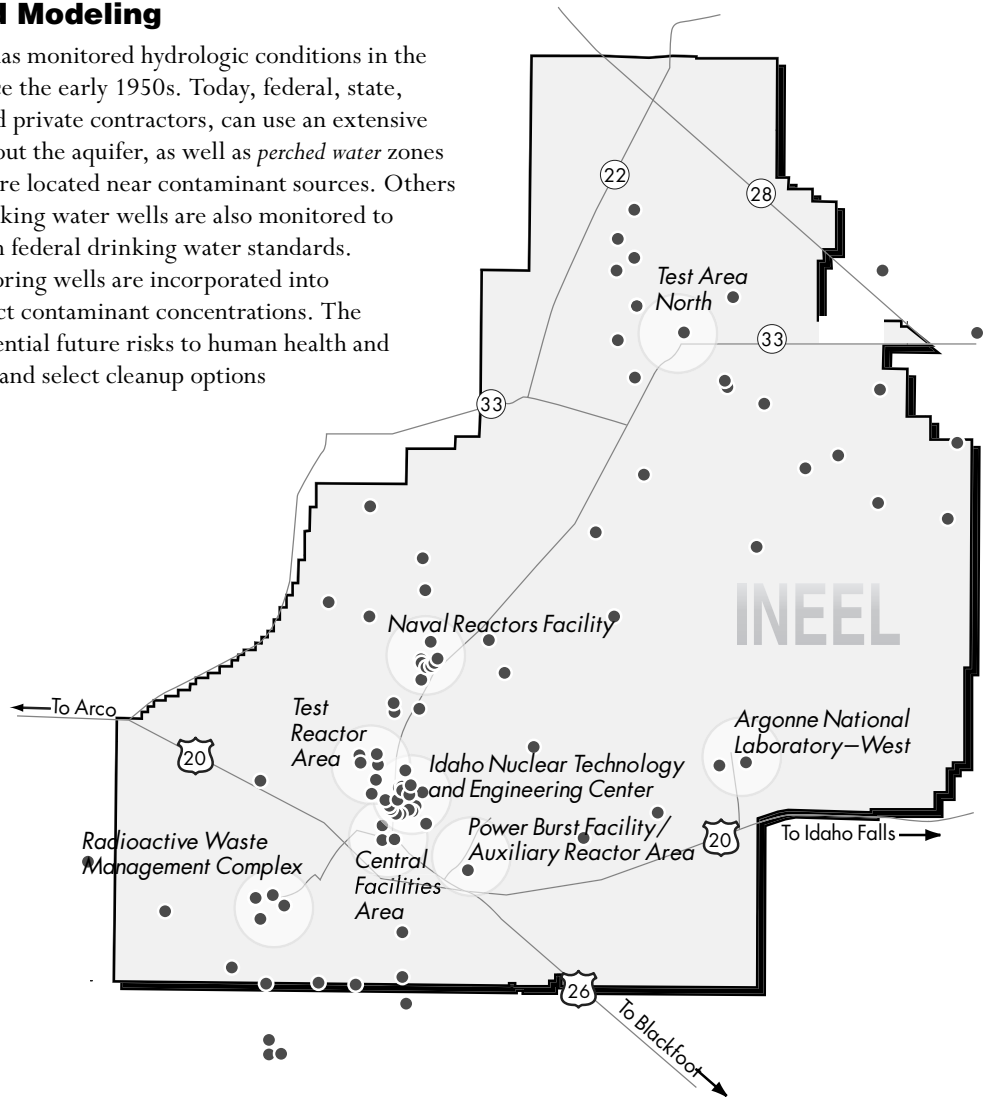 d Modeling
as monitored hydrologic conditions in the
e the early 1950s. Today, federal, state,
d private contractors, can use an extensive
out the aquifer, as well as perched water zones
re located near contaminant sources. Others
king water wells are also monitored to
n federal drinking water standards.
oring wells are incorporated into
ct contaminant concentrations. The
ential future risks to human health and
and select cleanup options
22
28
Test Area
North
33
33
INEEL
Naval Reactors Facility
To Arco
Test
Reactor
Area
20
Argonne National
Laboratory–West
Idaho Nuclear Technology
and Engineering Center
Power Burst Facility/
Auxiliary Reactor Area
20
To Idaho Falls
Radioactive Waste
Management Complex
Central
Facilities
Area
26
To Blackfoot